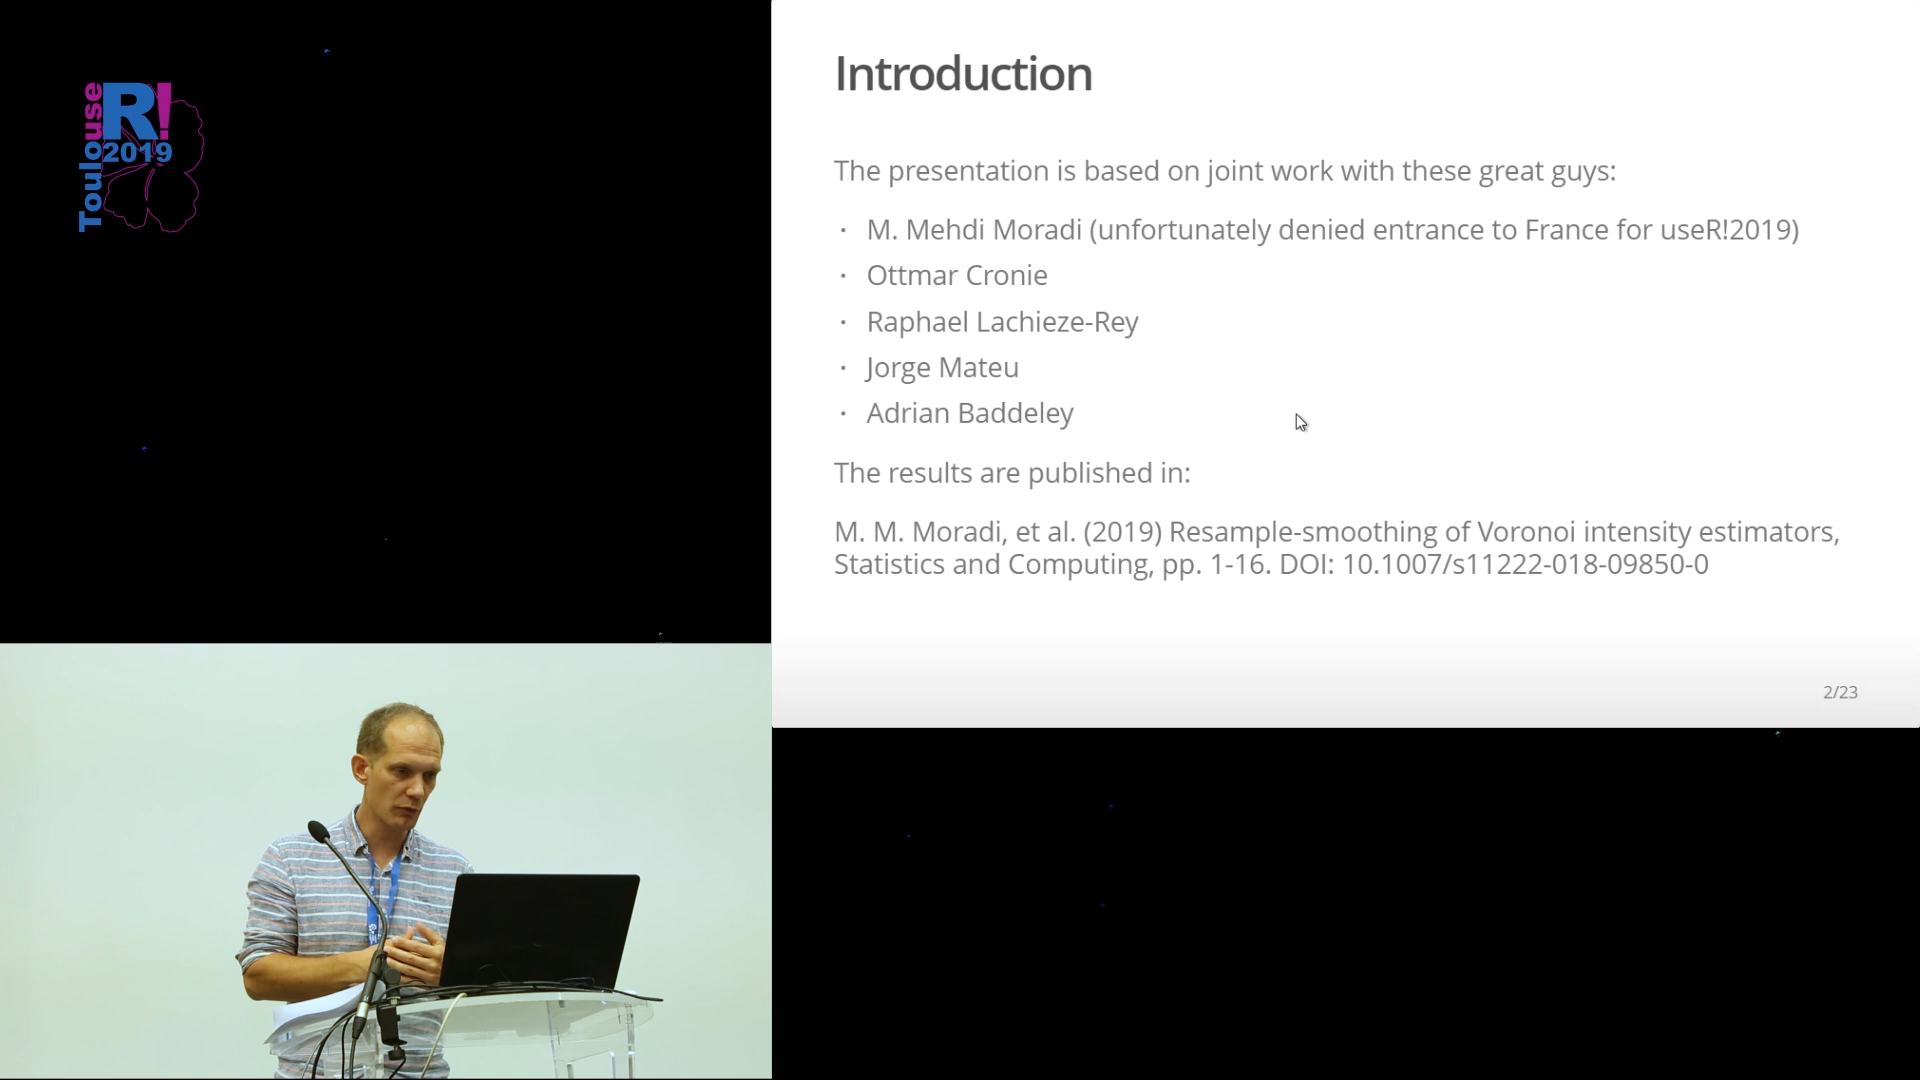 Toulouse
R!
2019
Introduction
The presentation is based on joint work with these great guys:
· M. Mehdi Moradi (unfortunately denied entrance to France for useR!2019)
· Ottmar Cronie
· Raphael Lachieze-Rey
· Jorge Mateu
· Adrian Baddeley
The results are published in:
M. M. Moradi, et al. (2019) Resample-smoothing of Voronoi intensity estimators,
Statistics and Computing, pp. 1-16. DOI: 10.1007/s11222-018-09850-0
2/23